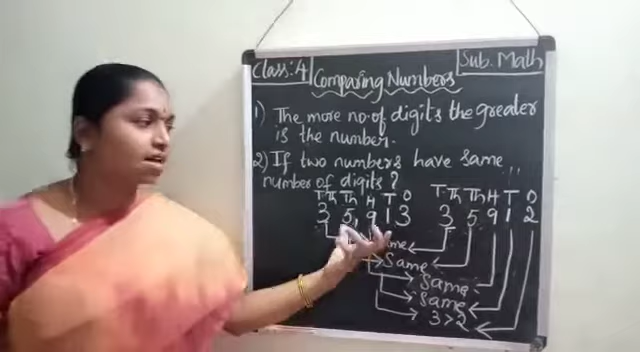 Class: 4
Sub. Math
Comparing Numbers
1) The more no. of digits the greater
is the number.
2) If two numbers have same
number of digits?
T Th Th H T O
T Th Th H T O
3 5, 9 1 3
3 5 9 1 2
Same
Same
Same
3 > 2